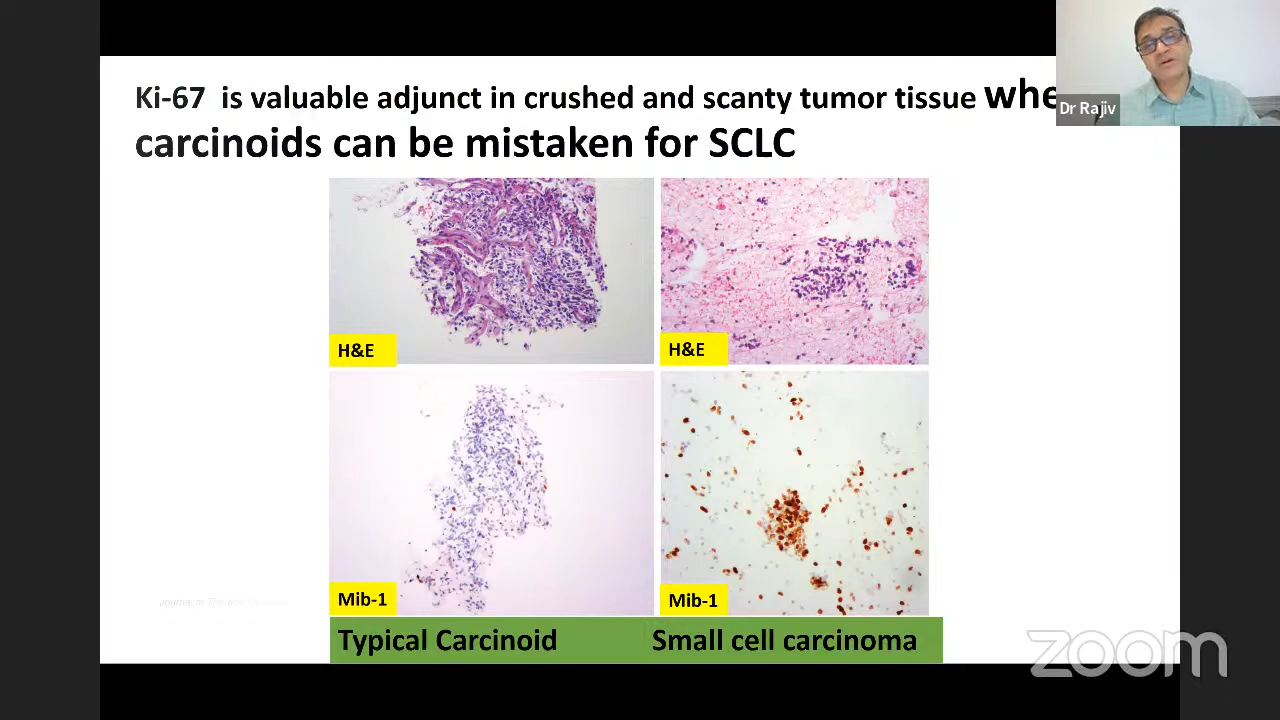 Ki-67 is valuable adjunct in crushed and scanty tumor tissue whe
Dr Rajiv
carcinoids can be mistaken for SCLC
H&E
H&E
Mib-1
Mib-1
Typical Carcinoid
Small cell carcinoma
zoom